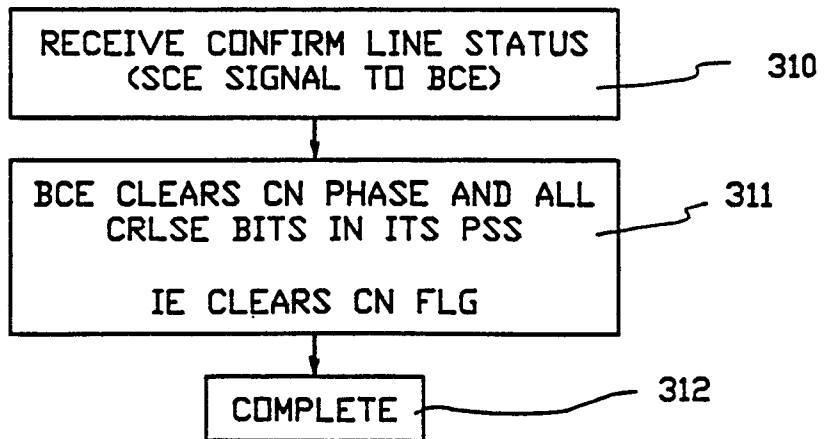 RECEIVE CONFIRM LINE STATUS
(SCE SIGNAL TO BCE)
310
BCE CLEARS CN PHASE AND ALL
CRLSE BITS IN ITS PSS
IE CLEARS CN FLG
311
COMPLETE
312